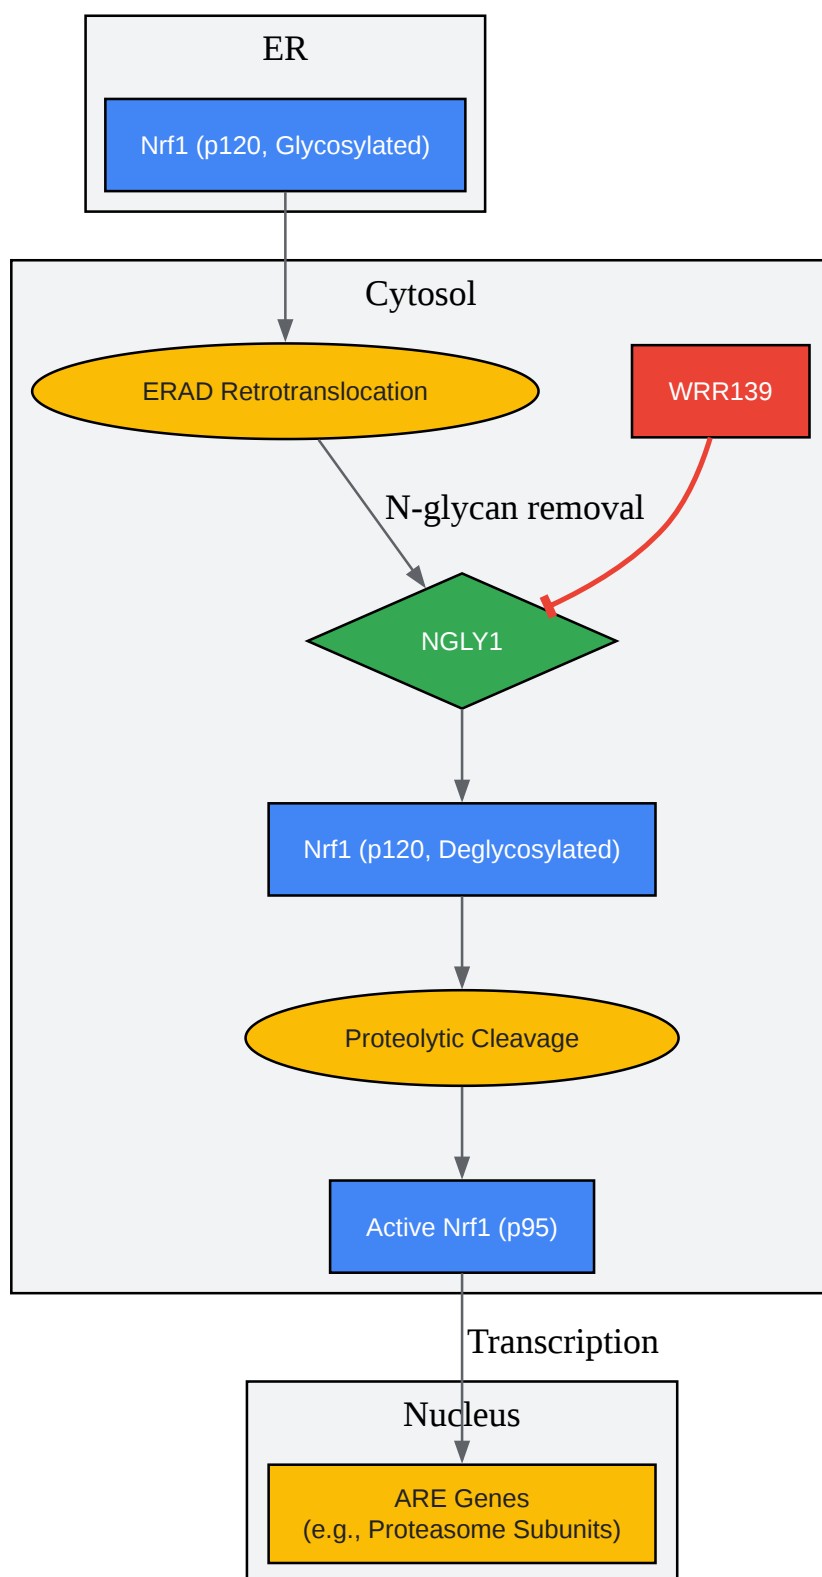 ER
Nrf1 (p120, Glycosylated)
Cytosol
ERAD Retrotranslocation
WRR139
N-glycan removal
NGLY1
Nrf1 (p120, Deglycosylated)
Proteolytic Cleavage
Active Nrf1 (p95)
Transcription
Nucleus
ARE Genes
(e.g., Proteasome Subunits)